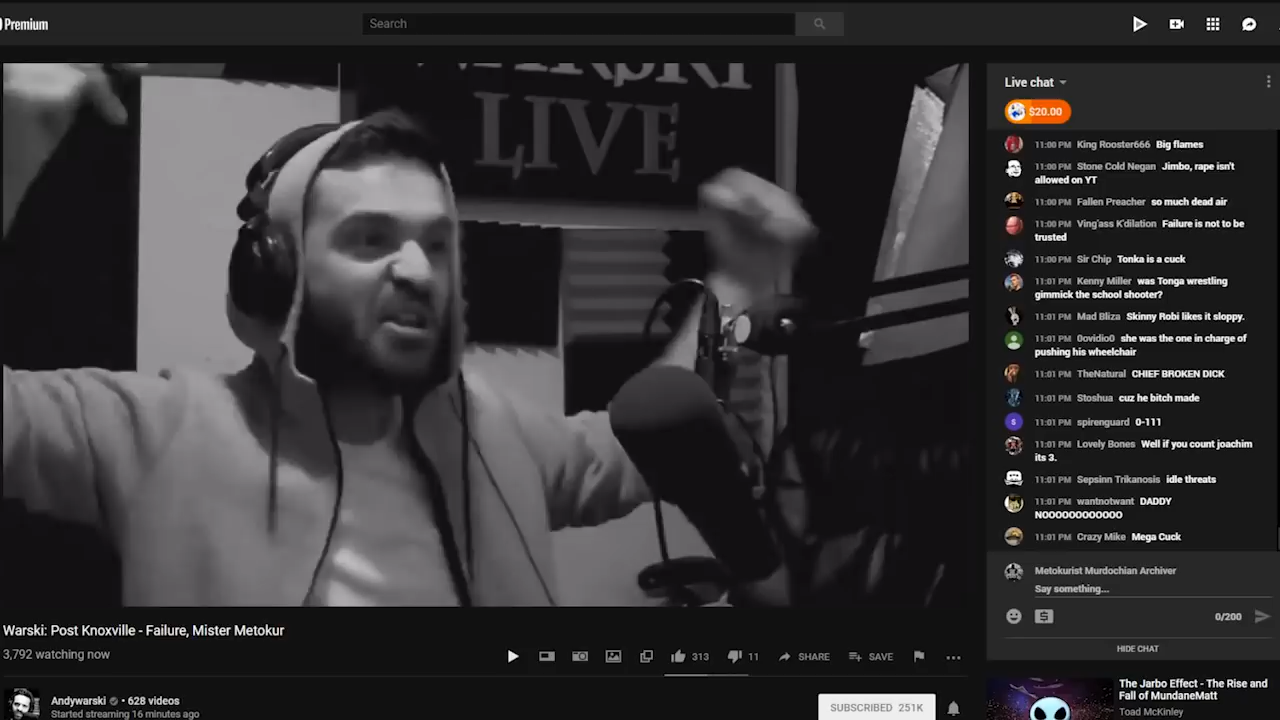 Premium
Search
WARSKI
LIVE
Live chat
$20.00
11:00 PM King Rooster666 Big flames
11:00 PM Stone Cold Negan Jimbo, rape isn't
allowed on YT
11:00 PM Fallen Preacher so much dead air
11:00 PM Ving'ass K'dilation Failure is not to be
trusted
11:00 PM Sir Chip Tonka is a cuck
11:01 PM Kenny Miller was Tonga wrestling
gimmick the school shooter?
11:01 PM Mad Bliza Skinny Robi likes it sloppy.
11:01 PM 0ovidio0 she was the one in charge of
pushing his wheelchair
11:01 PM TheNatural CHIEF BROKEN DICK
11:01 PM Stoshua cuz he bitch made
S 11:01 PM spirenguard 0-111
11:01 PM Lovely Bones Well if you count joachim
its 3.
11:01 PM Sepsinn Trikanosis idle threats
11:01 PM wantnotwant DADDY
NOOOOOOOOOOOO
11:01 PM Crazy Mike Mega Cuck
Metokurist Murdochian Archiver
Say something...
0/200
HIDE CHAT
Warski: Post Knoxville - Failure, Mister Metokur
3,792 watching now
313
11
SHARE
SAVE
Andywarski • 628 videos
Started streaming 16 minutes ago
SUBSCRIBED 251K
The Jarbo Effect - The Rise and
Fall of MundaneMatt
Toad McKinley